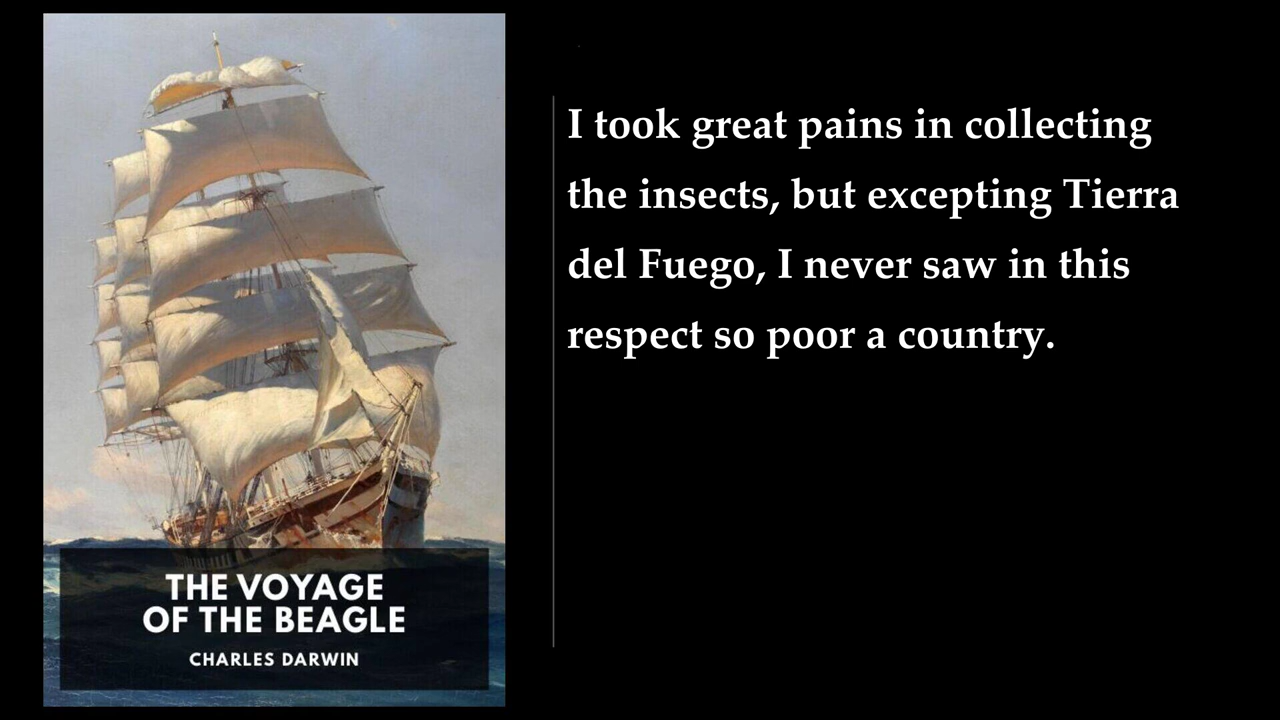 THE VOYAGE
OF THE BEAGLE
CHARLES DARWIN
I took great pains in collecting
the insects, but excepting Tierra
del Fuego, I never saw in this
respect so poor a country.